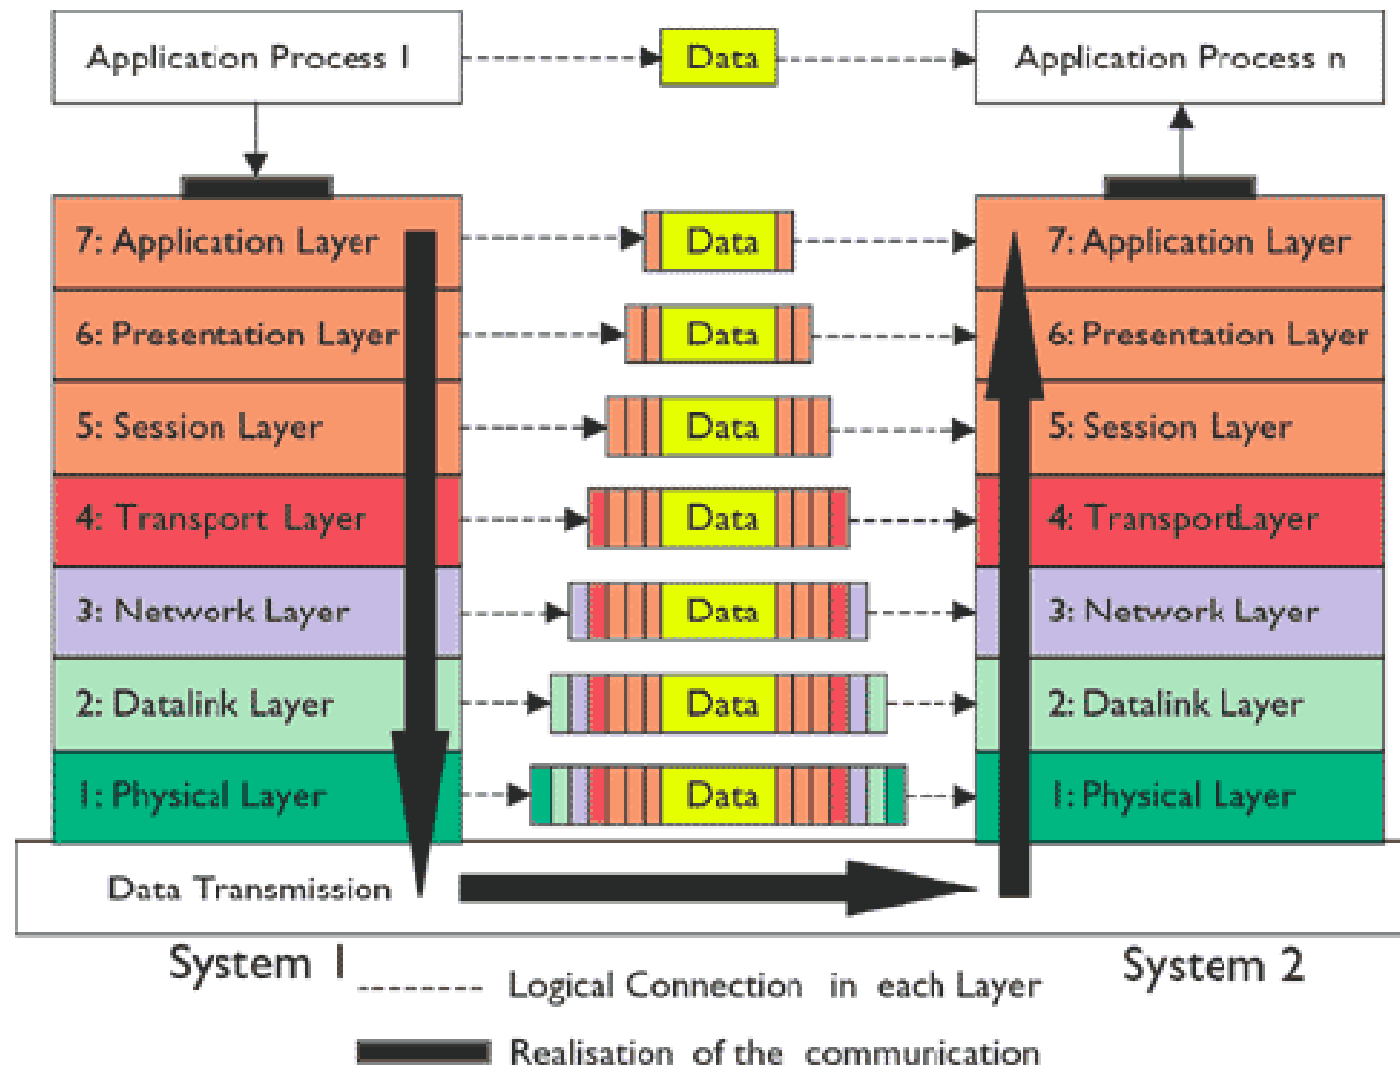 Application Process 1
Data
Application Process n
7: Application Layer
Data
7: Application Layer
6: Presentation Layer
Data
6: Presentation Layer
5: Session Layer
Data
5: Session Layer
4: Transport Layer
Data
4: TransportLayer
3: Network Layer
Data
3: Network Layer
2: Datalink Layer
Data
2: Datalink Layer
1: Physical Layer
Data
1: Physical Layer
Data Transmission
System 1
System 2
Logical Connection in each Layer
Realisation of the communication